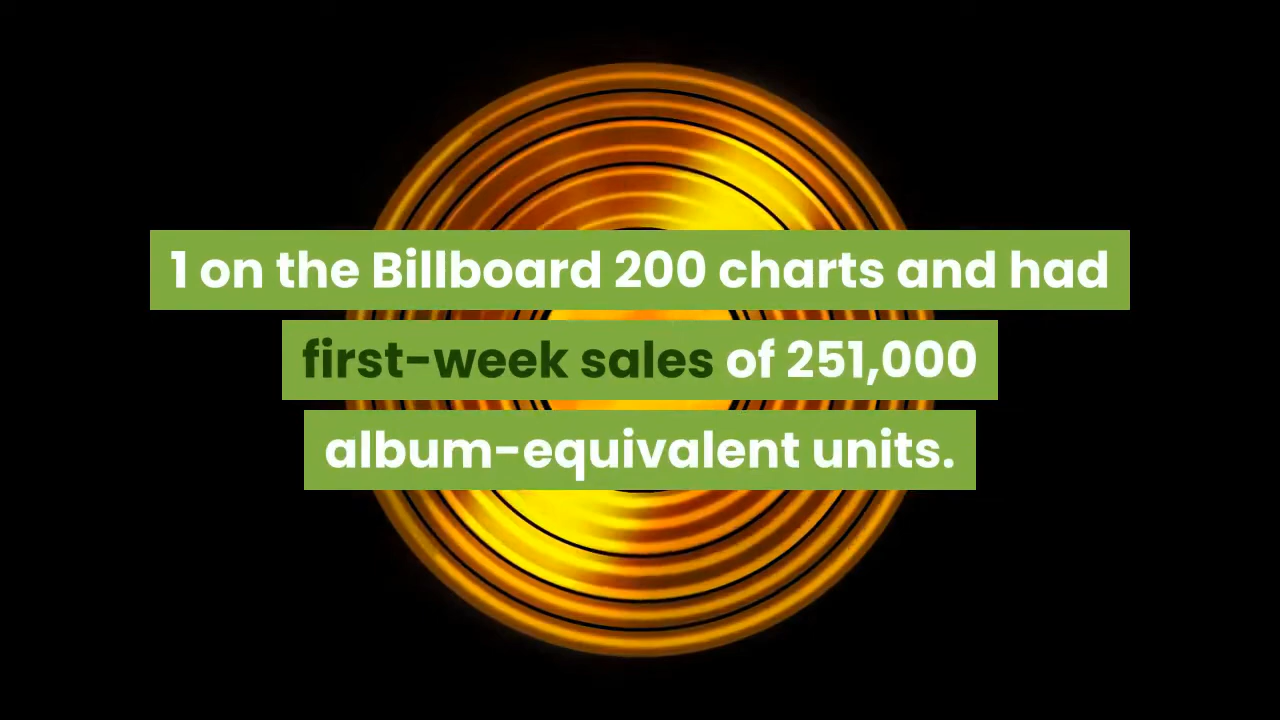 1 on the Billboard 200 charts and had
first-week sales of 251,000
album-equivalent units.